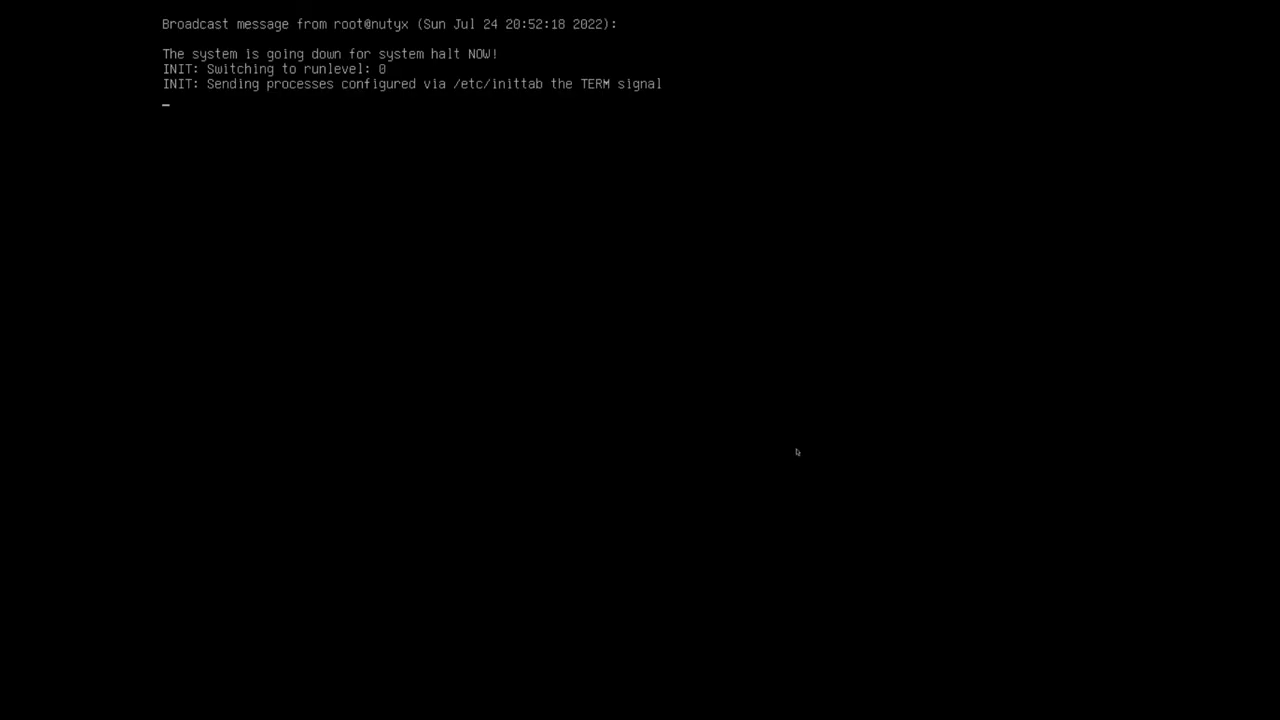 Broadcast message from root@nutyx (Sun Jul 24 20:52:18 2022):
The system is going down for system halt NOW!
INIT: Switching to runlevel: 0
INIT: Sending processes configured via /etc/inittab the TERM signal